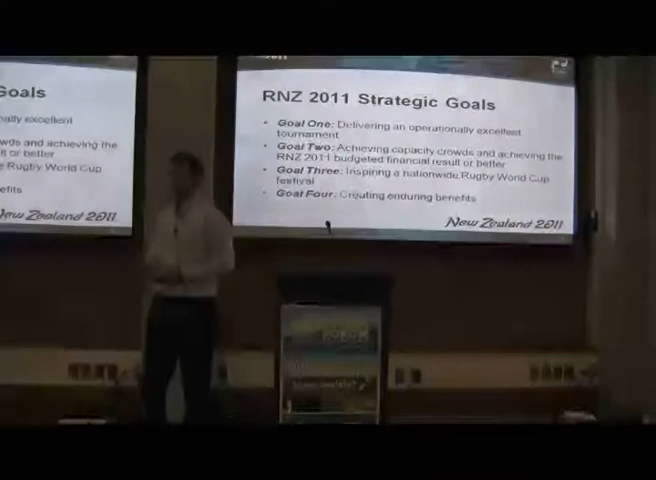 Goals
nally excellent
wds and achieving the
lt or better
e Rugby World Cup
efits
New Zealand 2011
RNZ 2011 Strategic Goals
• Goal One: Delivering an operationally excellent
tournament
• Goal Two: Achieving capacity crowds and achieving the
RNZ 2011 budgeted financial result or better
• Goal Three: Inspiring a nationwide Rugby World Cup
festival
• Goal Four: Creating enduring benefits
New Zealand 2011